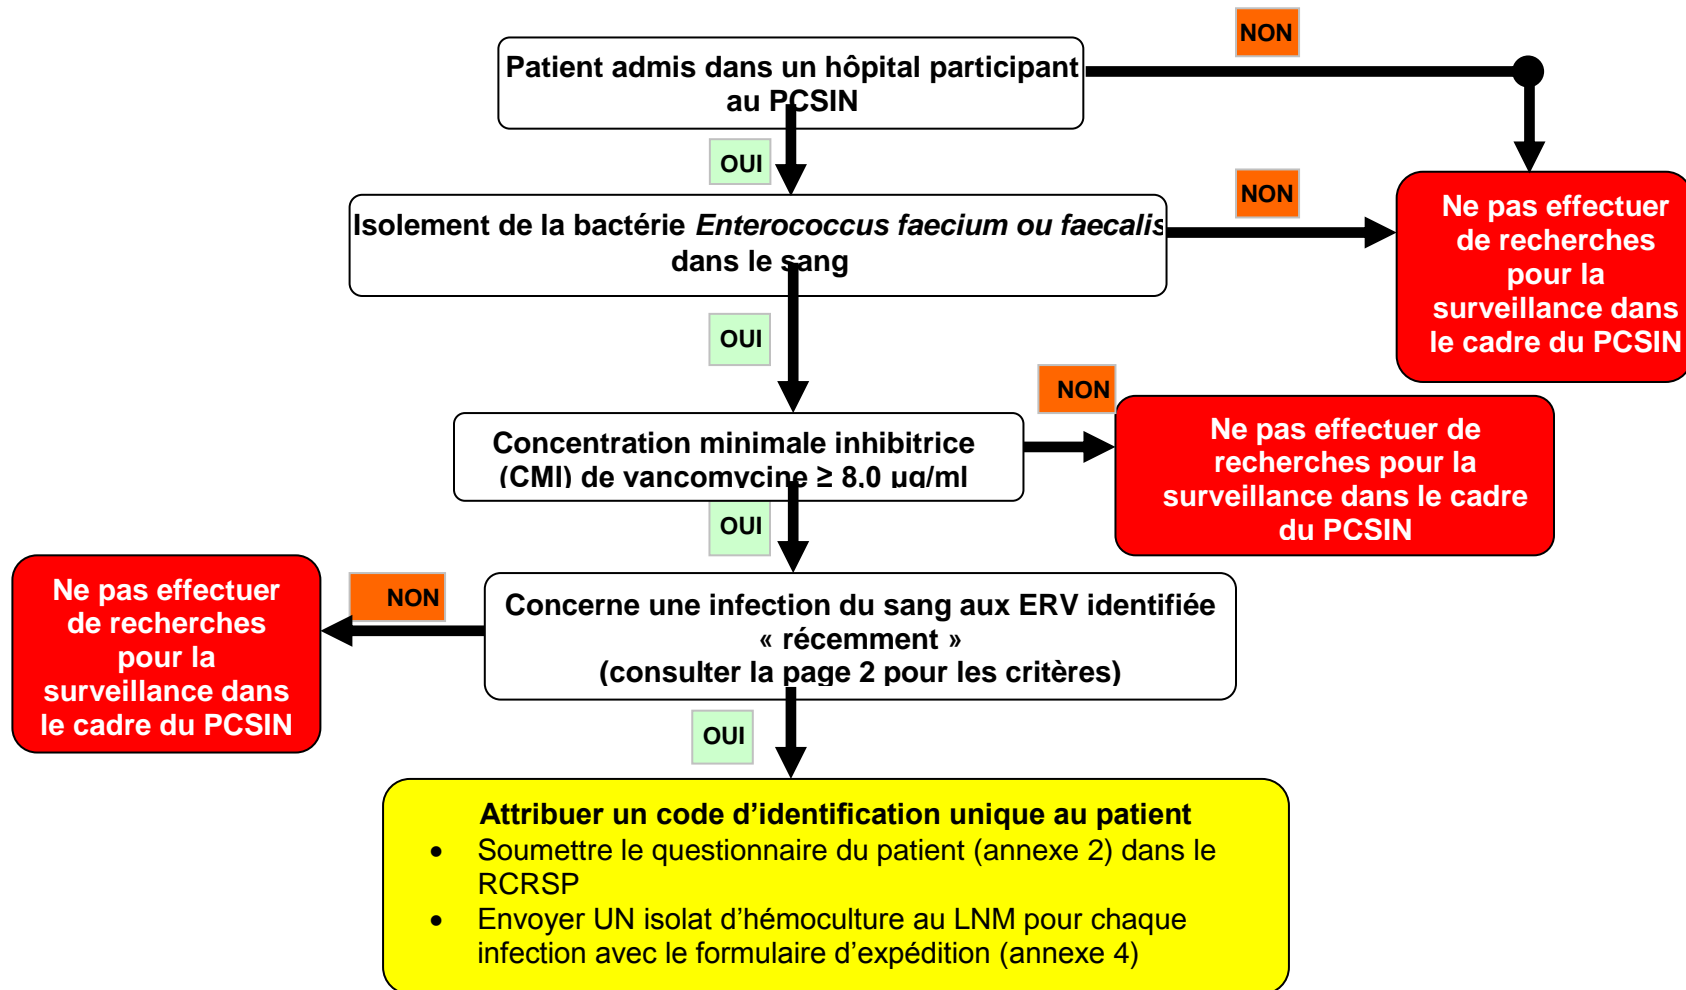 NON
Patient admis dans un hôpital participant
au PCSIN
OUI
NON
Isolement de la bactérie Enterococcus faecium ou faecalis
dans le sang
Ne pas effectuer
de recherches
pour la
surveillance dans
le cadre du PCSIN
OUI
NON
Concentration minimale inhibitrice
(CMI) de vancomycine ≥ 8,0 µg/ml
Ne pas effectuer de
recherches pour la
surveillance dans le cadre
du PCSIN
OUI
NON
Ne pas effectuer
de recherches
pour la
surveillance dans
le cadre du PCSIN
Concerne une infection du sang aux ERV identifiée
« récemment »
(consulter la page 2 pour les critères)
OUI
Attribuer un code d’identification unique au patient
• Soumettre le questionnaire du patient (annexe 2) dans le
RCRSP
• Envoyer UN isolat d’hémoculture au LNM pour chaque
infection avec le formulaire d’expédition (annexe 4)